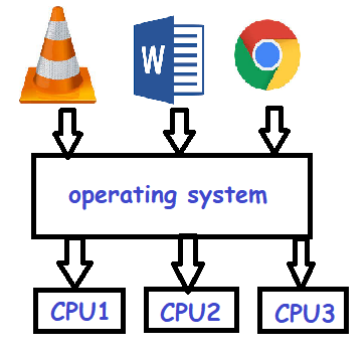 W
operating system
CPU1
CPU2
CPU3